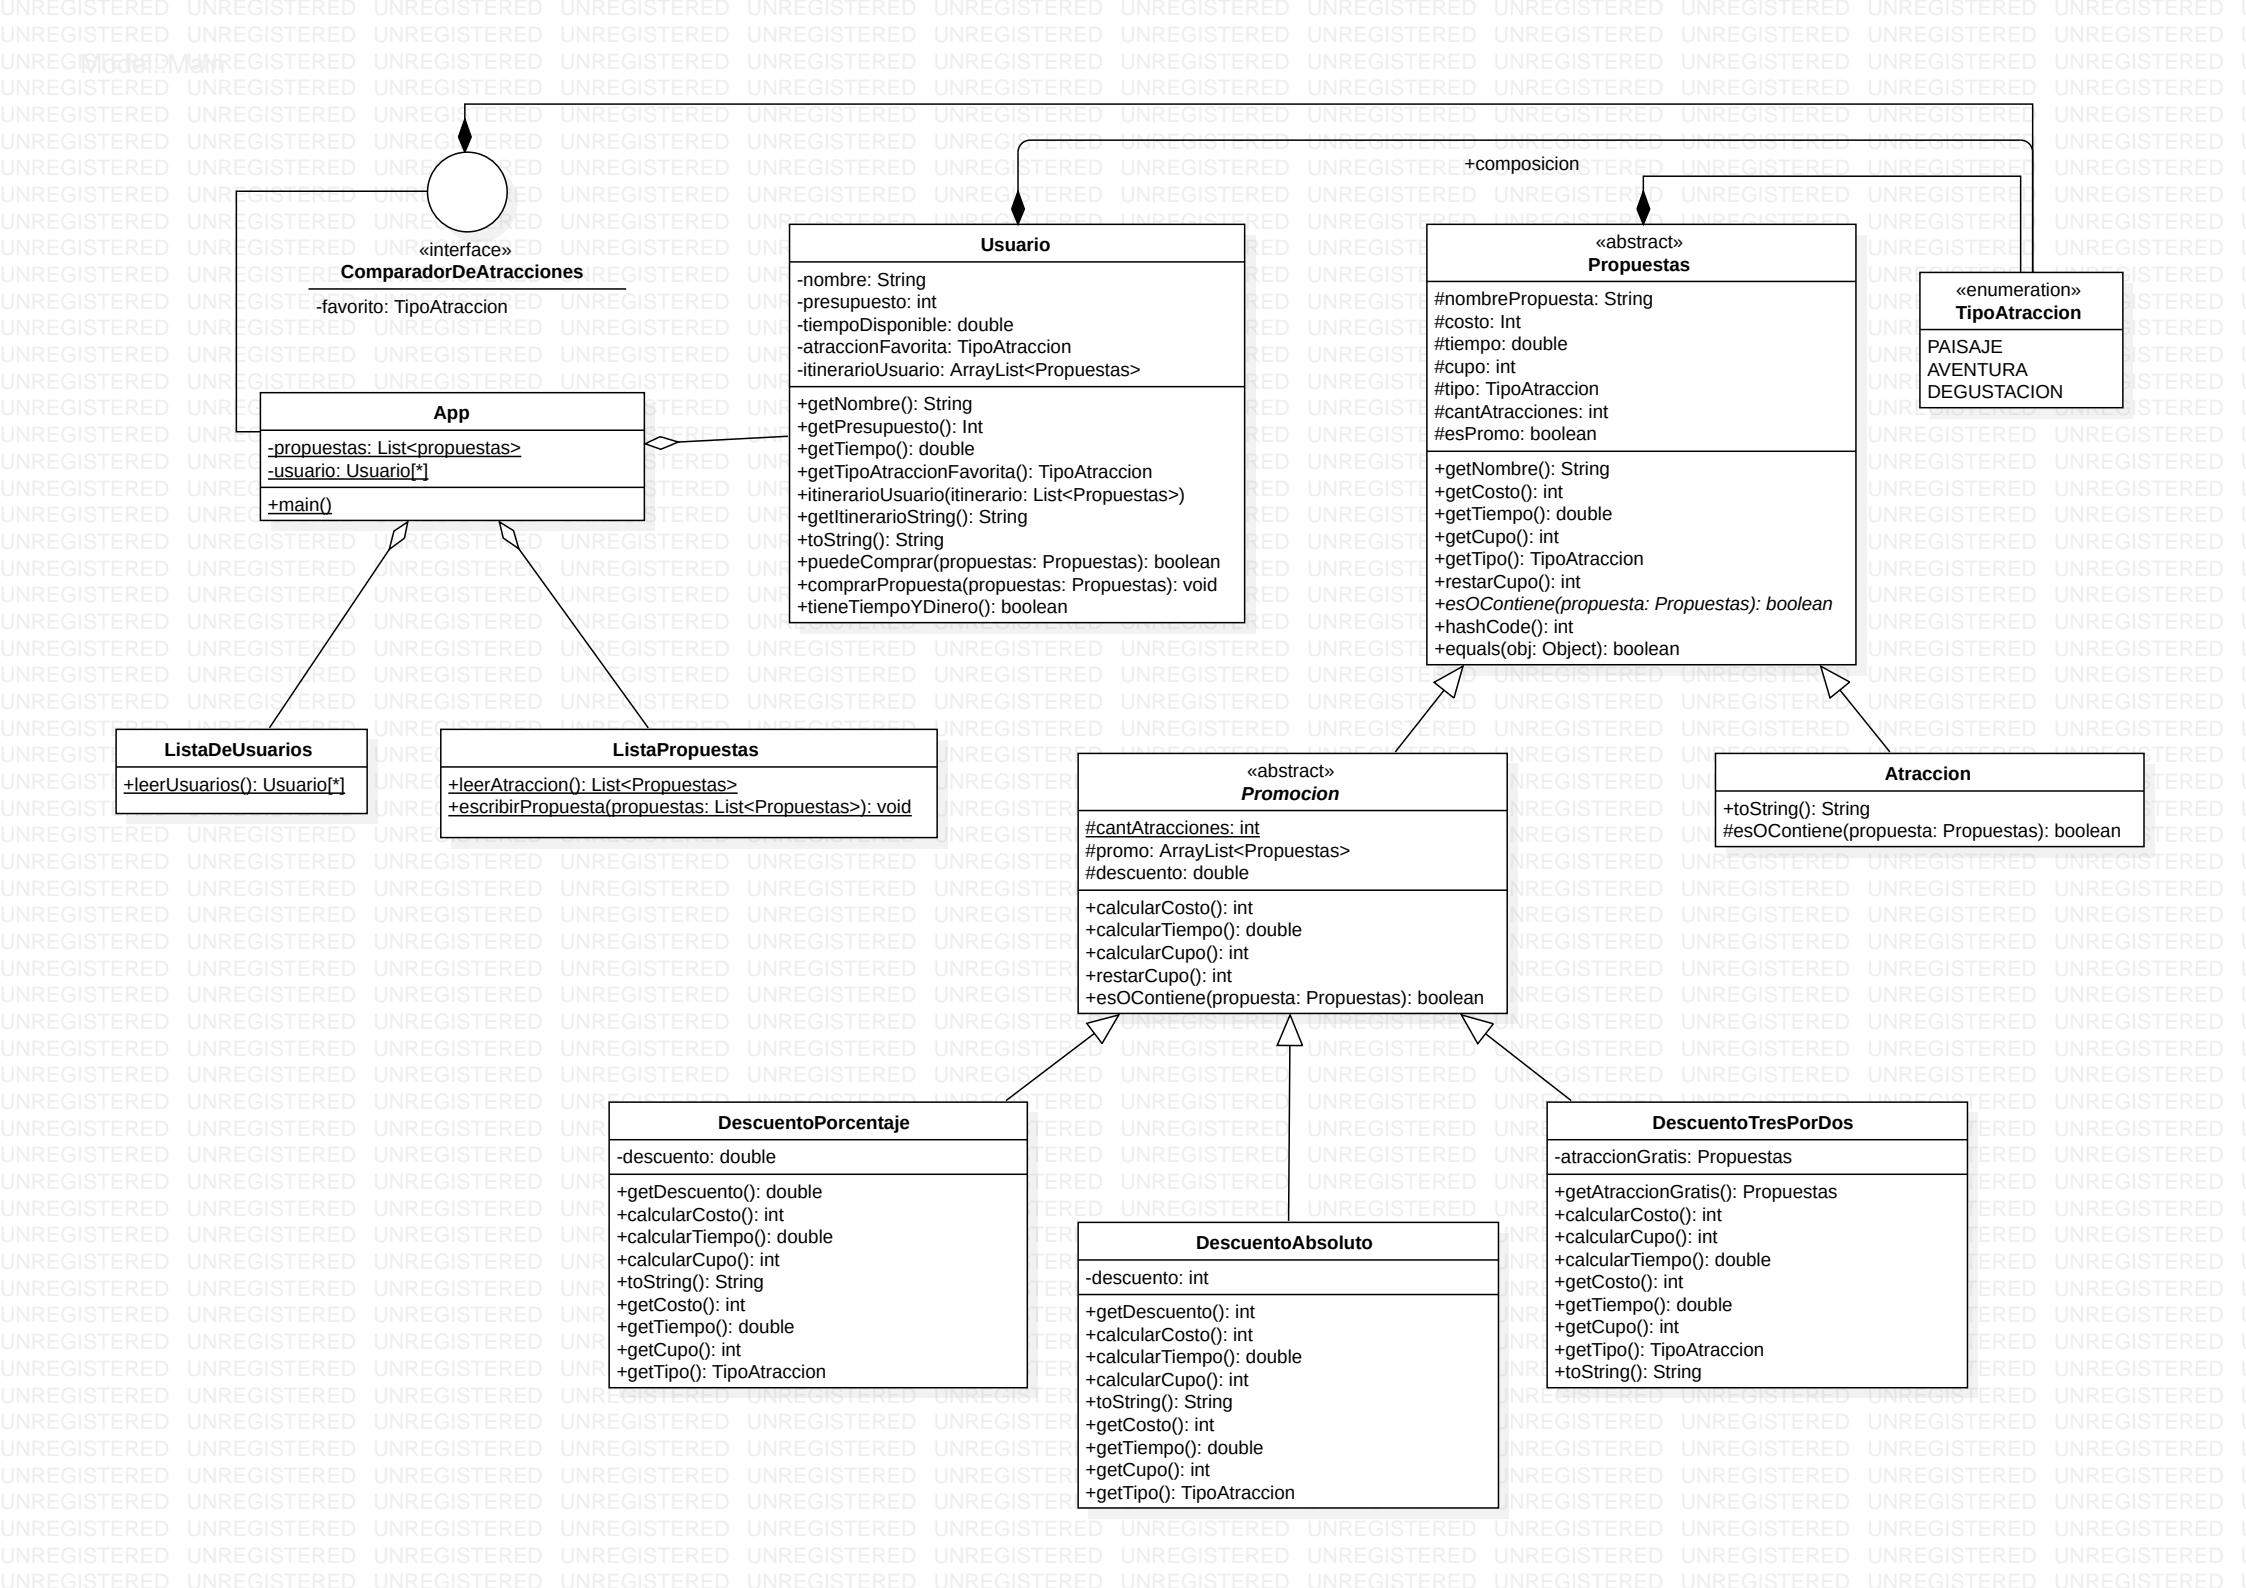 Model::Main
+composicion
«interface»
ComparadorDeAtracciones
-favorito: TipoAtraccion
Usuario
-nombre: String
-presupuesto: int
-tiempoDisponible: double
-atraccionFavorita: TipoAtraccion
-itinerarioUsuario: ArrayList<Propuestas>
+getNombre(): String
+getPresupuesto(): Int
+getTiempo(): double
+getTipoAtraccionFavorita(): TipoAtraccion
+itinerarioUsuario(itinerario: List<Propuestas>)
+getItinerarioString(): String
+toString(): String
+puedeComprar(propuestas: Propuestas): boolean
+comprarPropuesta(propuestas: Propuestas): void
+tieneTiempoYDinero(): boolean
«abstract»
Propuestas
#nombrePropuesta: String
#costo: Int
#tiempo: double
#cupo: int
#tipo: TipoAtraccion
#cantAtracciones: int
#esPromo: boolean
+getNombre(): String
+getCosto(): int
+getTiempo(): double
+getCupo(): int
+getTipo(): TipoAtraccion
+restarCupo(): int
+esOContiene(propuesta: Propuestas): boolean
+hashCode(): int
+equals(obj: Object): boolean
«enumeration»
TipoAtraccion
PAISAJE
AVENTURA
DEGUSTACION
App
-propuestas: List<propuestas>
-usuario: Usuario[*]
+main()
ListaDeUsuarios
+leerUsuarios(): Usuario[*]
ListaPropuestas
+leerAtraccion(): List<Propuestas>
+escribirPropuesta(propuestas: List<Propuestas>): void
«abstract»
Promocion
#cantAtracciones: int
#promo: ArrayList<Propuestas>
#descuento: double
+calcularCosto(): int
+calcularTiempo(): double
+calcularCupo(): int
+restarCupo(): int
+esOContiene(propuesta: Propuestas): boolean
Atraccion
+toString(): String
#esOContiene(propuesta: Propuestas): boolean
DescuentoPorcentaje
-descuento: double
+getDescuento(): double
+calcularCosto(): int
+calcularTiempo(): double
+calcularCupo(): int
+toString(): String
+getCosto(): int
+getTiempo(): double
+getCupo(): int
+getTipo(): TipoAtraccion
DescuentoAbsoluto
-descuento: int
+getDescuento(): int
+calcularCosto(): int
+calcularTiempo(): double
+calcularCupo(): int
+toString(): String
+getCosto(): int
+getTiempo(): double
+getCupo(): int
+getTipo(): TipoAtraccion
DescuentoTresPorDos
-atraccionGratis: Propuestas
+getAtraccionGratis(): Propuestas
+calcularCosto(): int
+calcularCupo(): int
+calcularTiempo(): double
+getCosto(): int
+getTiempo(): double
+getCupo(): int
+getTipo(): TipoAtraccion
+toString(): String
UNREGISTERED